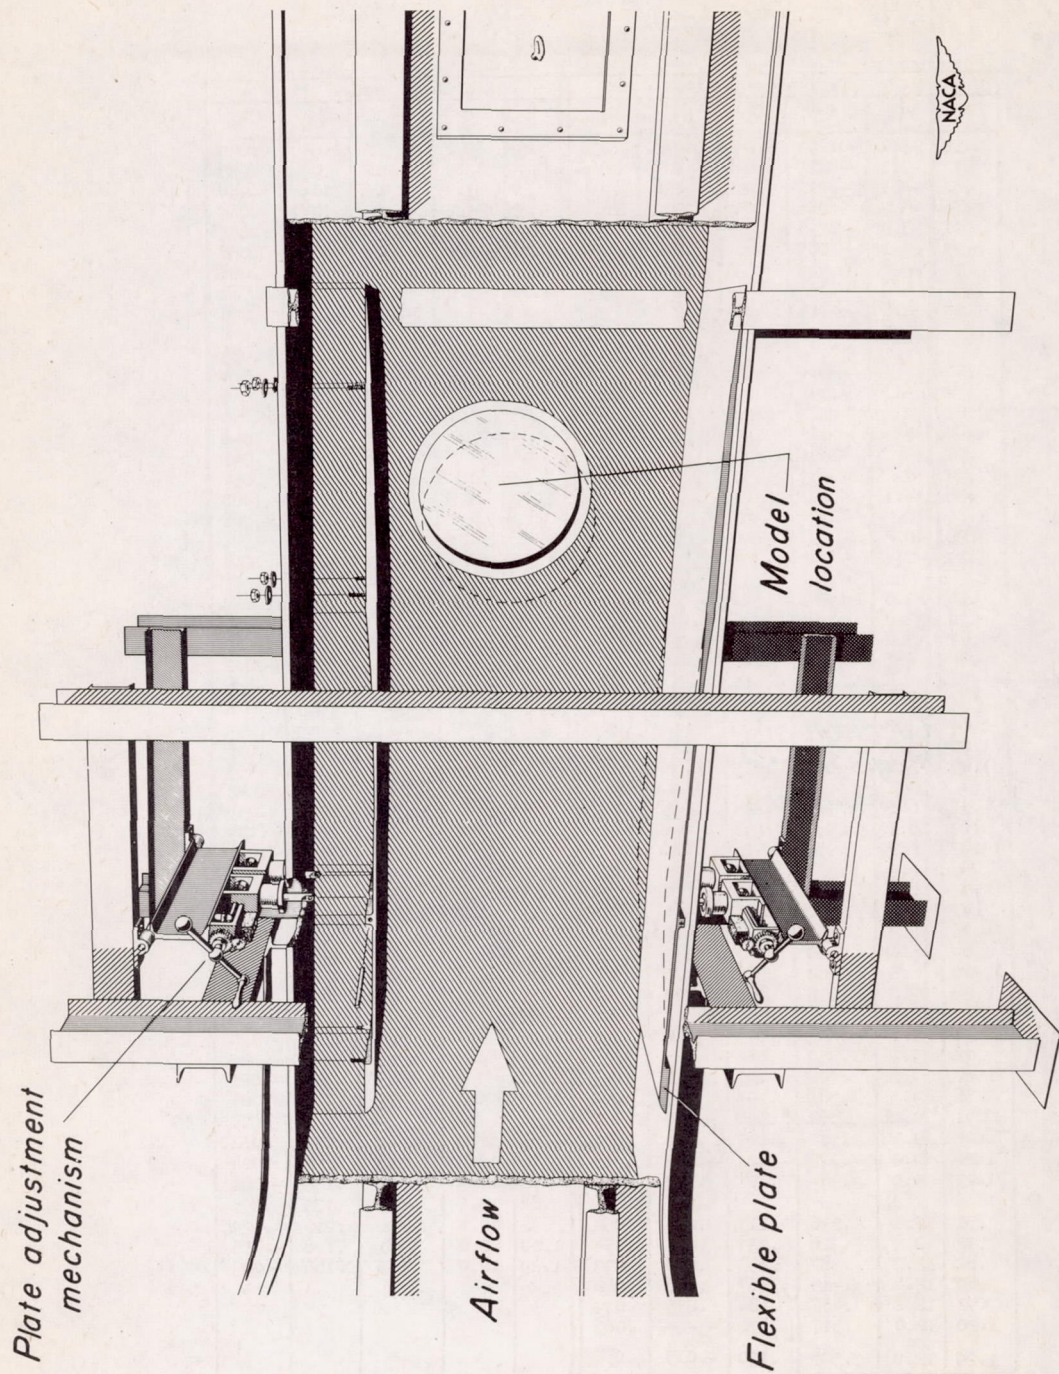 Plate adjustment
mechanism
Airflow
Flexible plate
Model
location
NACA